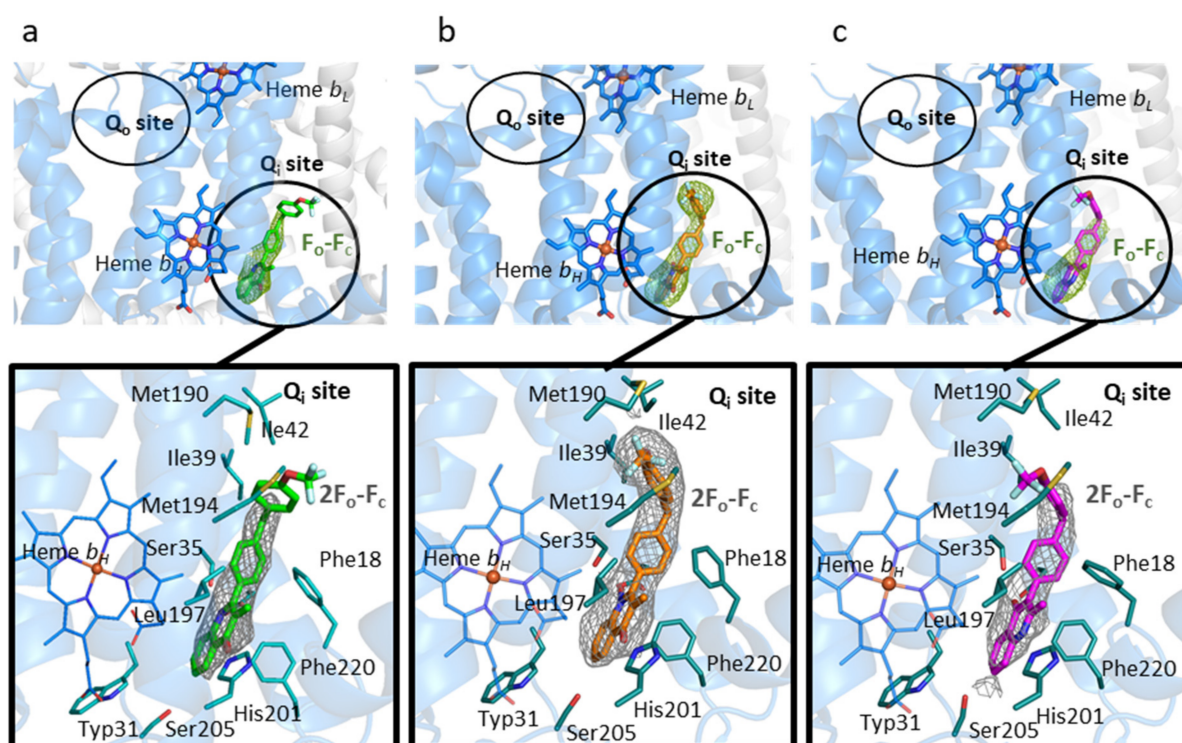 a
Heme bL
Qo site
Qi site
Fo-Fc
Heme bH
b
Heme bL
Qo site
Qi site
Fo-Fc
Heme bH
c
Heme bL
Qo site
Qi site
Fo-Fc
Heme bH
Met190
Qi site
Ile42
Ile39
2Fo-Fc
Met194
Ser35
Heme bH
Phe18
Leu197
Phe220
His201
Typ31
Ser205
Met190
Qi site
Ile42
Ile39
2Fo-Fc
Met194
Ser35
Heme bH
Phe18
Leu197
Phe220
His201
Typ31
Ser205
Met190
Qi site
Ile42
Ile39
2Fo-Fc
Met194
Ser35
Heme bH
Phe18
Leu197
Phe220
His201
Typ31
Ser205